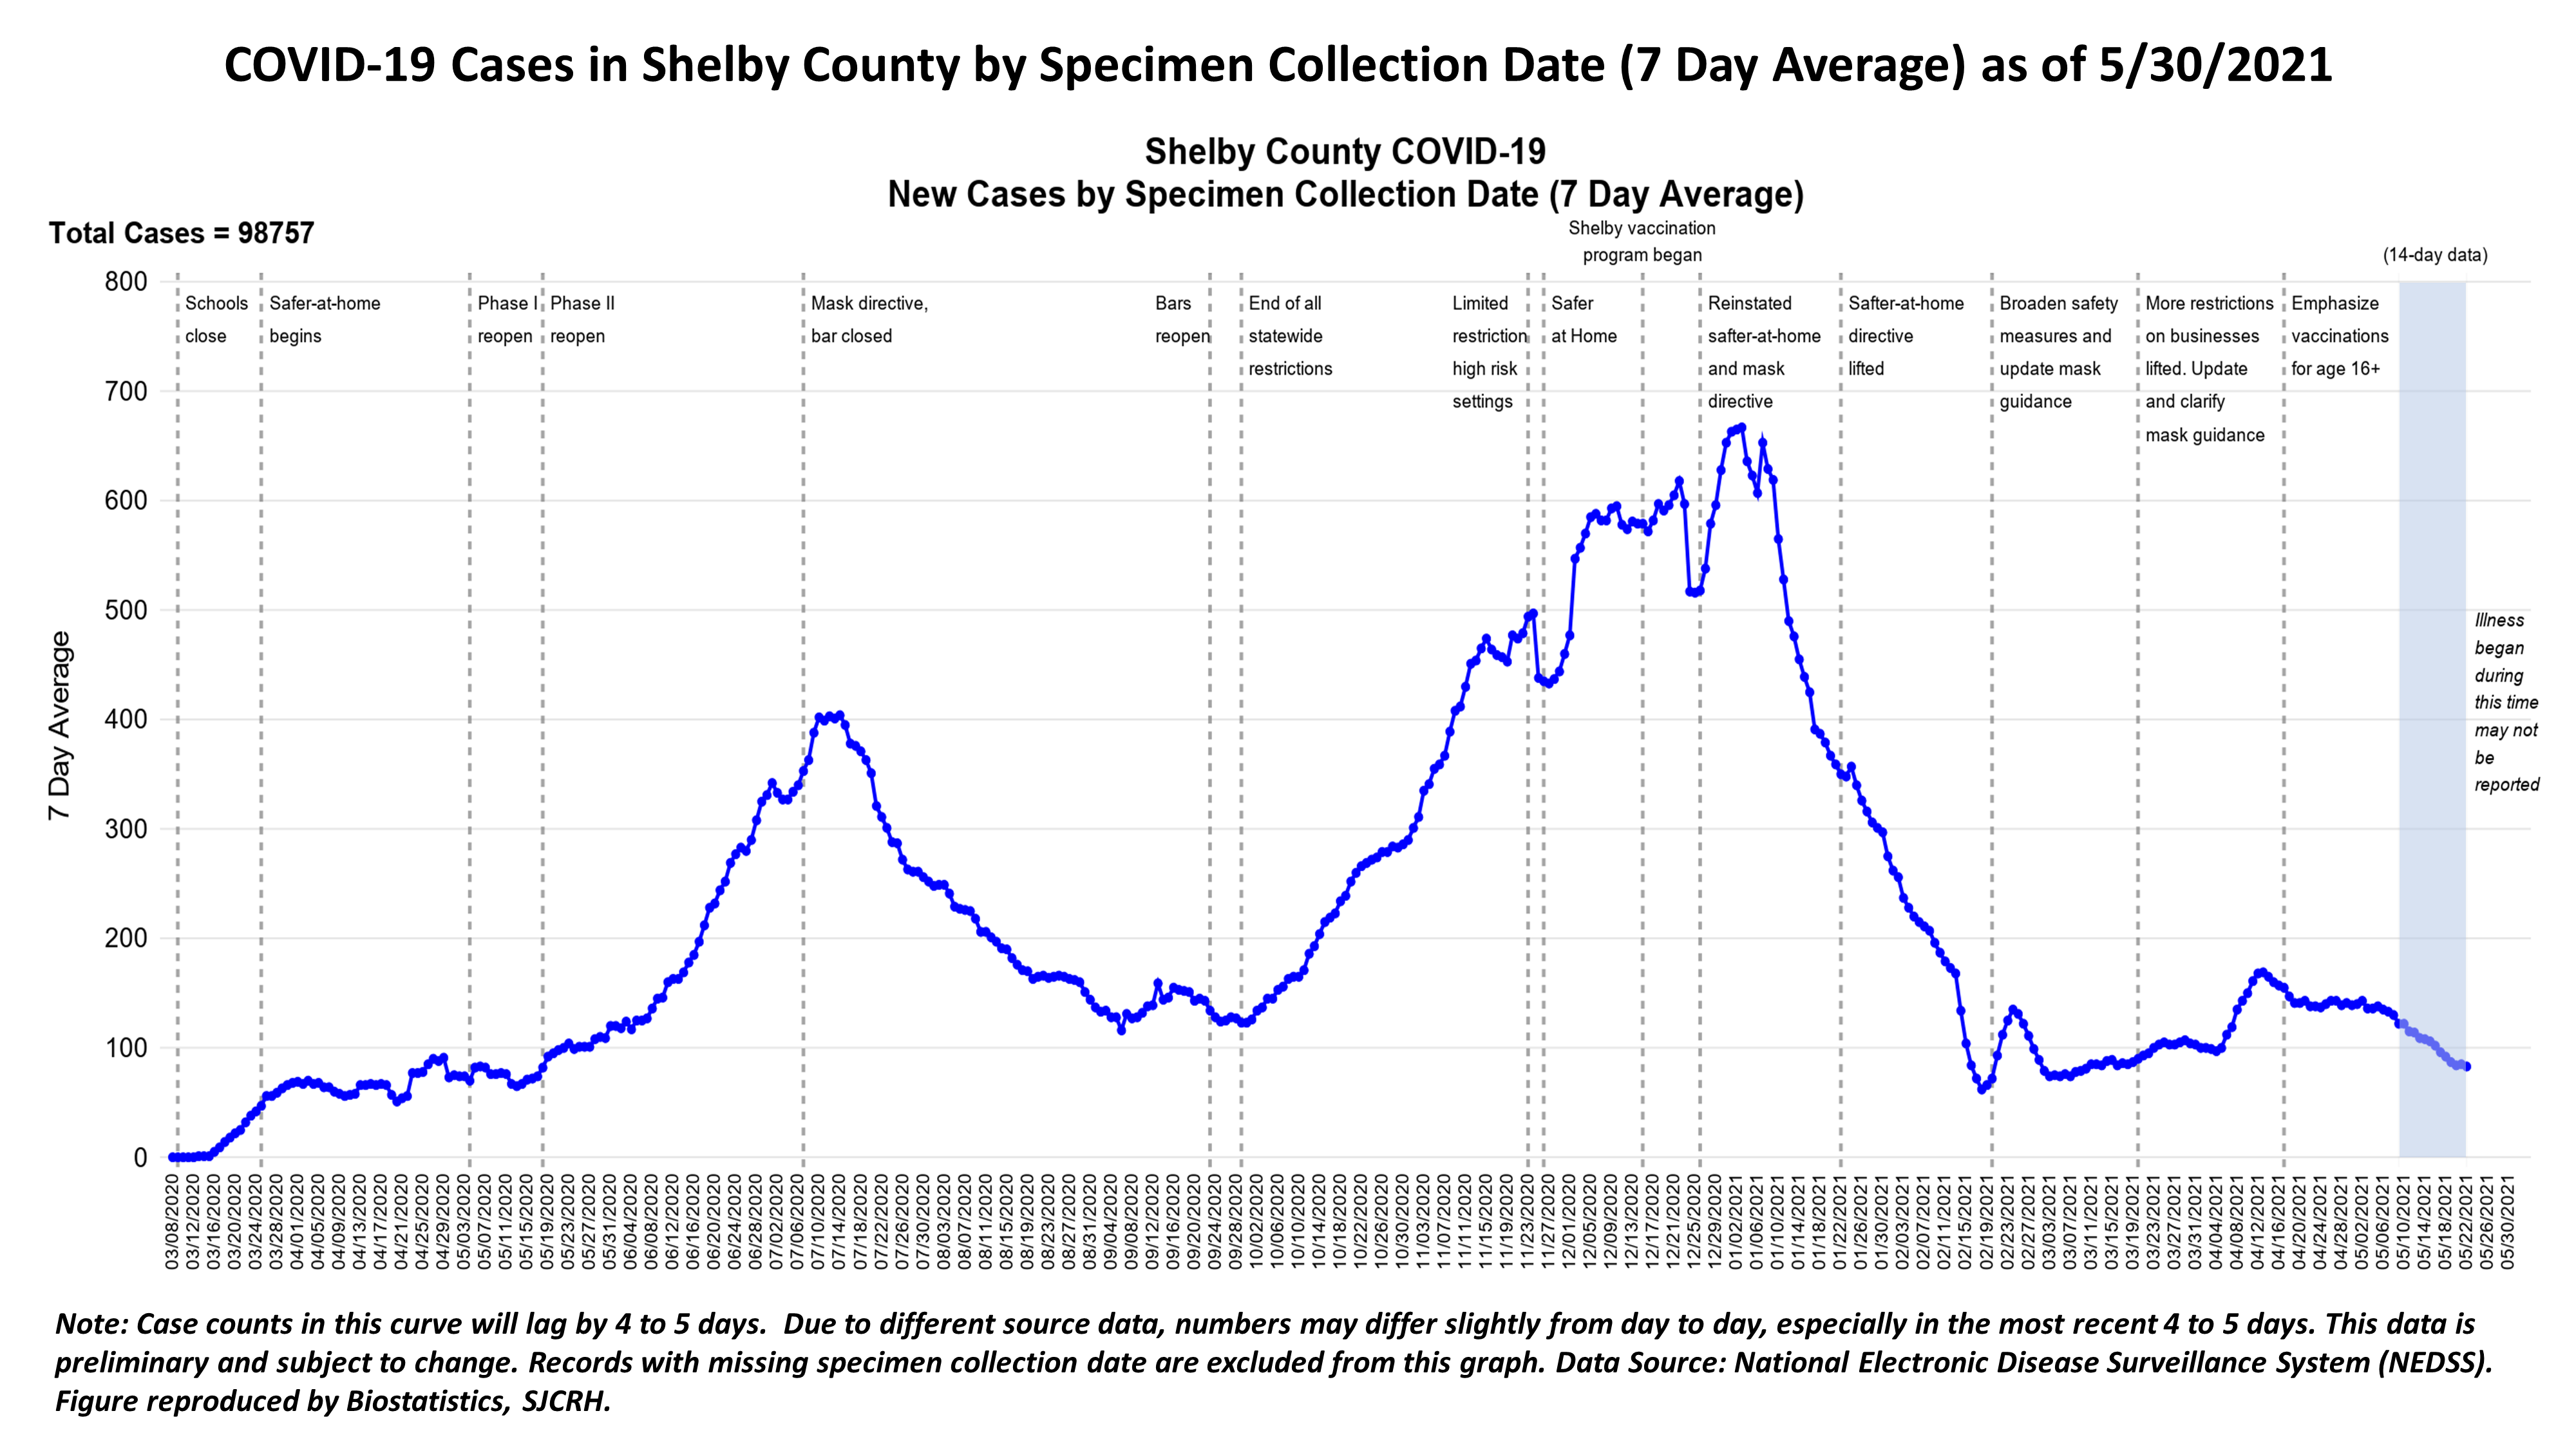 COVID-19 Cases in Shelby County by Specimen Collection Date (7 Day Average) as of 5/30/2021
Shelby County COVID-19
New Cases by Specimen Collection Date (7 Day Average)
Total Cases = 98757
Shelby vaccination
program began
(14-day data)
Schools
close
Safer-at-home
begins
Phase I
reopen
Phase II
reopen
Mask directive,
bar closed
Bars
reopen
End of all
statewide
restrictions
Limited
restriction
high risk
settings
Safer
at Home
Reinstated
safter-at-home
and mask
directive
Safter-at-home
directive
lifted
Broaden safety
measures and
update mask
guidance
More restrictions
on businesses
lifted. Update
and clarify
mask guidance
Emphasize
vaccinations
for age 16+
Illness
began
during
this time
may not
be
reported
7 Day Average
800
700
600
500
400
300
200
100
0
03/08/2020
03/12/2020
03/16/2020
03/20/2020
03/24/2020
03/28/2020
04/01/2020
04/05/2020
04/09/2020
04/13/2020
04/17/2020
04/21/2020
04/25/2020
04/29/2020
05/03/2020
05/07/2020
05/11/2020
05/15/2020
05/19/2020
05/23/2020
05/27/2020
05/31/2020
06/04/2020
06/08/2020
06/12/2020
06/16/2020
06/20/2020
06/24/2020
06/28/2020
07/02/2020
07/06/2020
07/10/2020
07/14/2020
07/18/2020
07/22/2020
07/26/2020
07/30/2020
08/03/2020
08/07/2020
08/11/2020
08/15/2020
08/19/2020
08/23/2020
08/27/2020
08/31/2020
09/04/2020
09/08/2020
09/12/2020
09/20/2020
09/24/2020
09/28/2020
10/02/2020
10/06/2020
10/10/2020
10/14/2020
10/18/2020
10/22/2020
10/26/2020
10/30/2020
11/03/2020
11/07/2020
11/11/2020
11/15/2020
11/19/2020
11/23/2020
11/27/2020
12/01/2020
12/05/2020
12/09/2020
12/13/2020
12/17/2020
12/21/2020
12/25/2020
12/29/2020
01/02/2021
01/06/2021
01/10/2021
01/14/2021
01/18/2021
01/22/2021
01/26/2021
01/30/2021
02/03/2021
02/07/2021
02/11/2021
02/15/2021
02/19/2021
02/23/2021
02/27/2021
03/03/2021
03/07/2021
03/11/2021
03/15/2021
03/19/2021
03/23/2021
03/27/2021
03/31/2021
04/04/2021
04/08/2021
04/12/2021
04/16/2021
04/20/2021
04/24/2021
04/28/2021
05/02/2021
05/06/2021
05/10/2021
05/14/2021
05/18/2021
05/22/2021
05/26/2021
05/30/2021
Note: Case counts in this curve will lag by 4 to 5 days. Due to different source data, numbers may differ slightly from day to day, especially in the most recent 4 to 5 days. This data is
preliminary and subject to change. Records with missing specimen collection date are excluded from this graph. Data Source: National Electronic Disease Surveillance System (NEDSS).
Figure reproduced by Biostatistics, SJCRH.